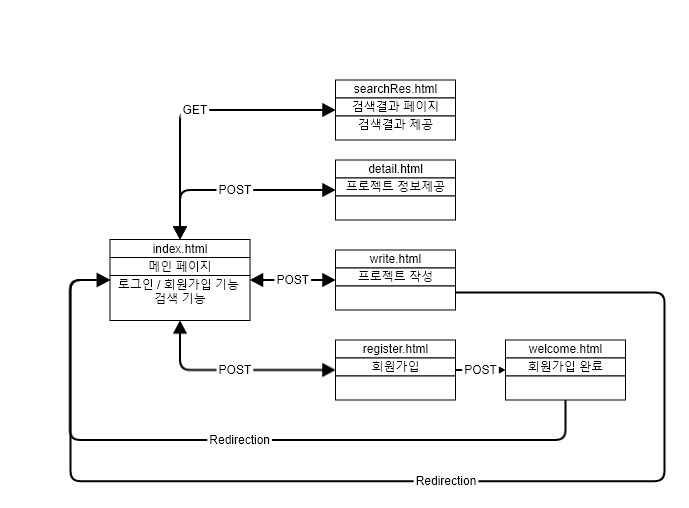 searchRes.html
검색결과 페이지
검색결과 제공
GET
detail.html
프로젝트 정보제공
POST
index.html
메인 페이지
로그인 / 회원가입 기능
검색 기능
POST
write.html
프로젝트 작성
register.html
회원가입
POST
POST
welcome.html
회원가입 완료
Redirection
Redirection